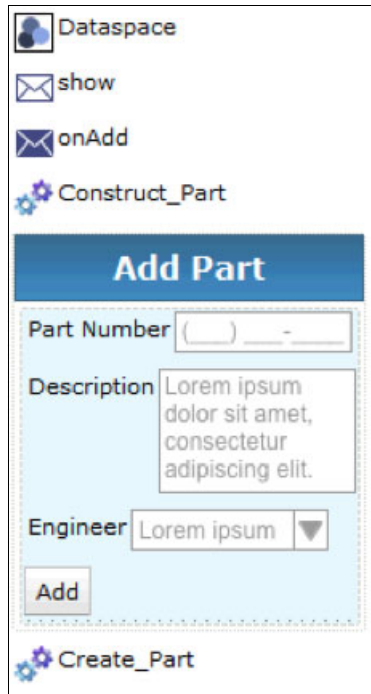 Dataspace
show
onAdd
Construct_Part
Add Part
Part Number (___) ___-____
Description Lorem ipsum
dolor sit amet,
consectetur
adipiscing elit.
Engineer Lorem ipsum
Add
Create_Part